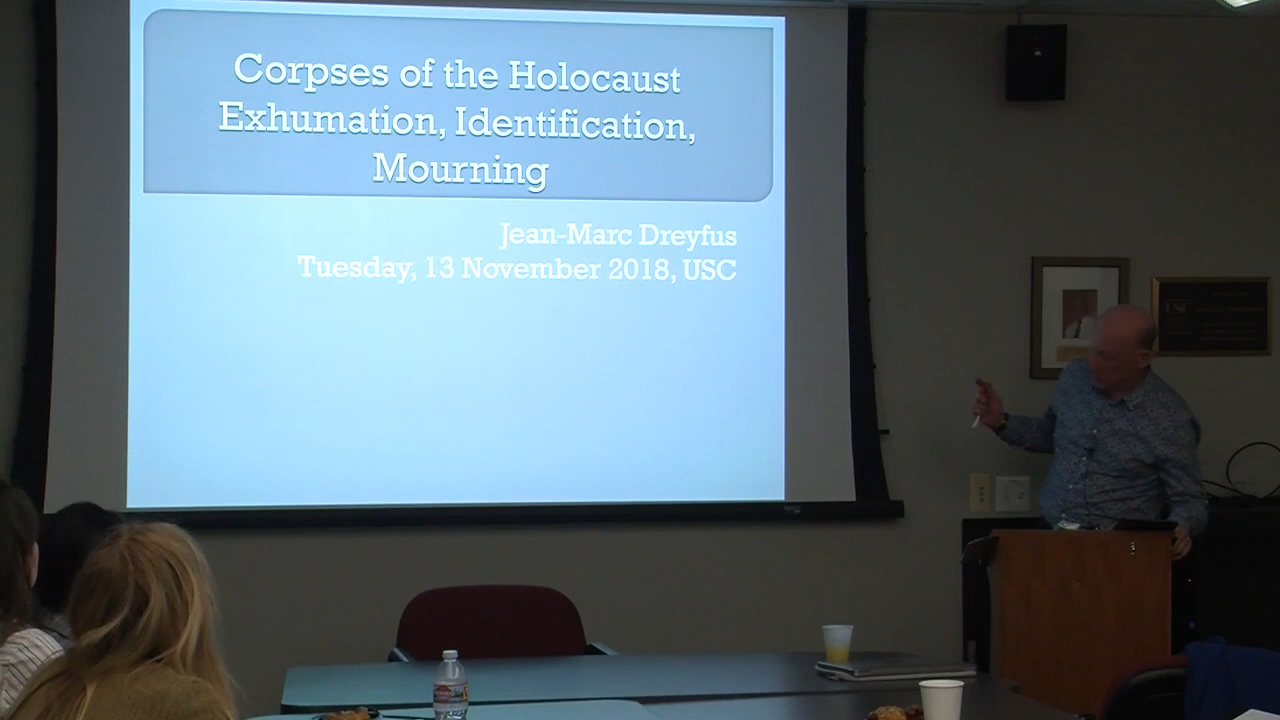 Corpses of the Holocaust
Exhumation, Identification,
Mourning
Jean-Marc Dreyfus
Tuesday, 13 November 2018, USC